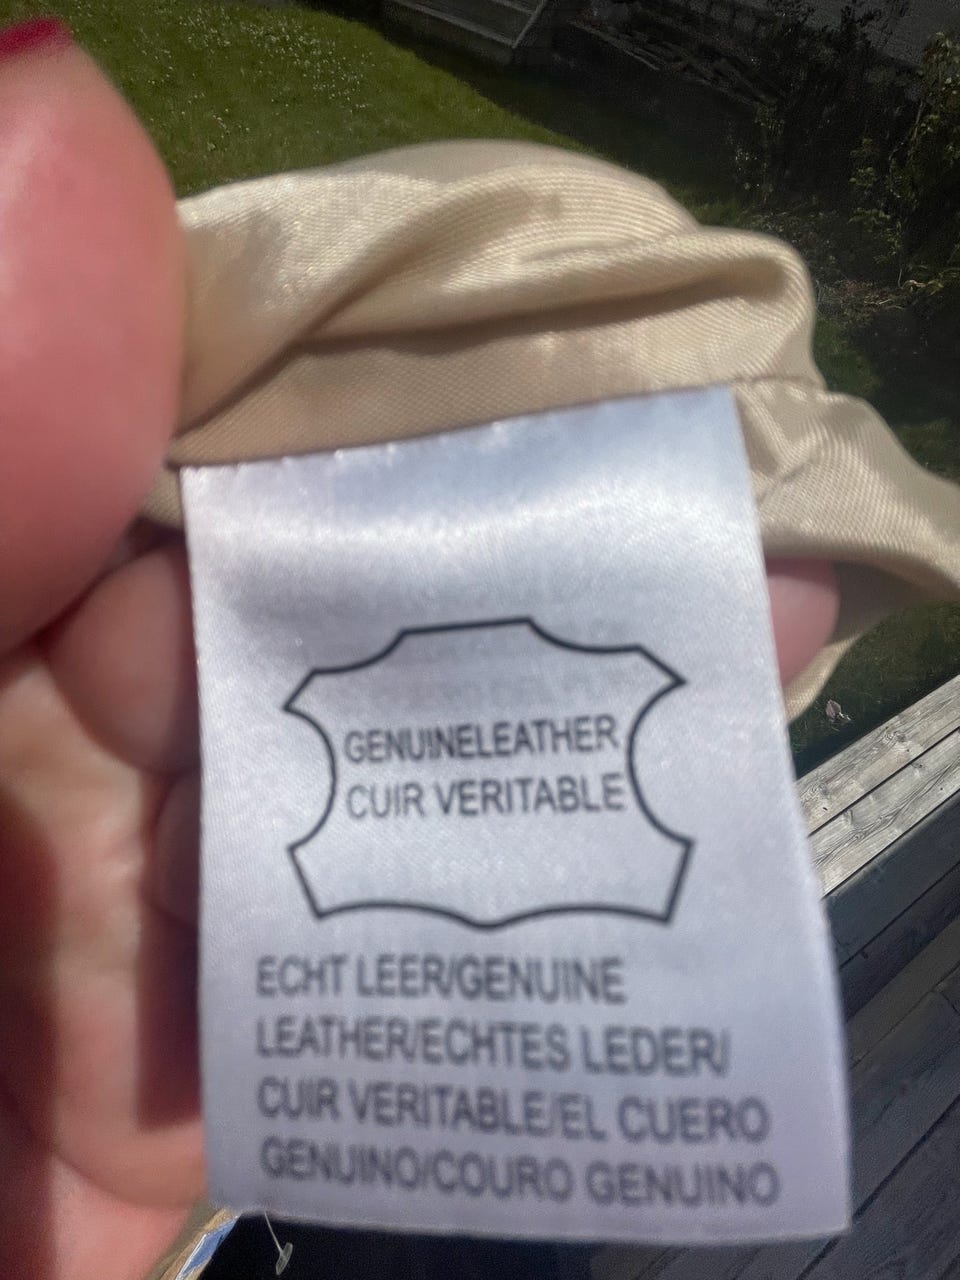 GENUINELEATHER
CUIR VERITABLE
ECHT LEER/GENUINE
LEATHER/ECHTES LEDER/
CUIR VERITABLE/EL CUERO
GENUINO/COURO GENUINO